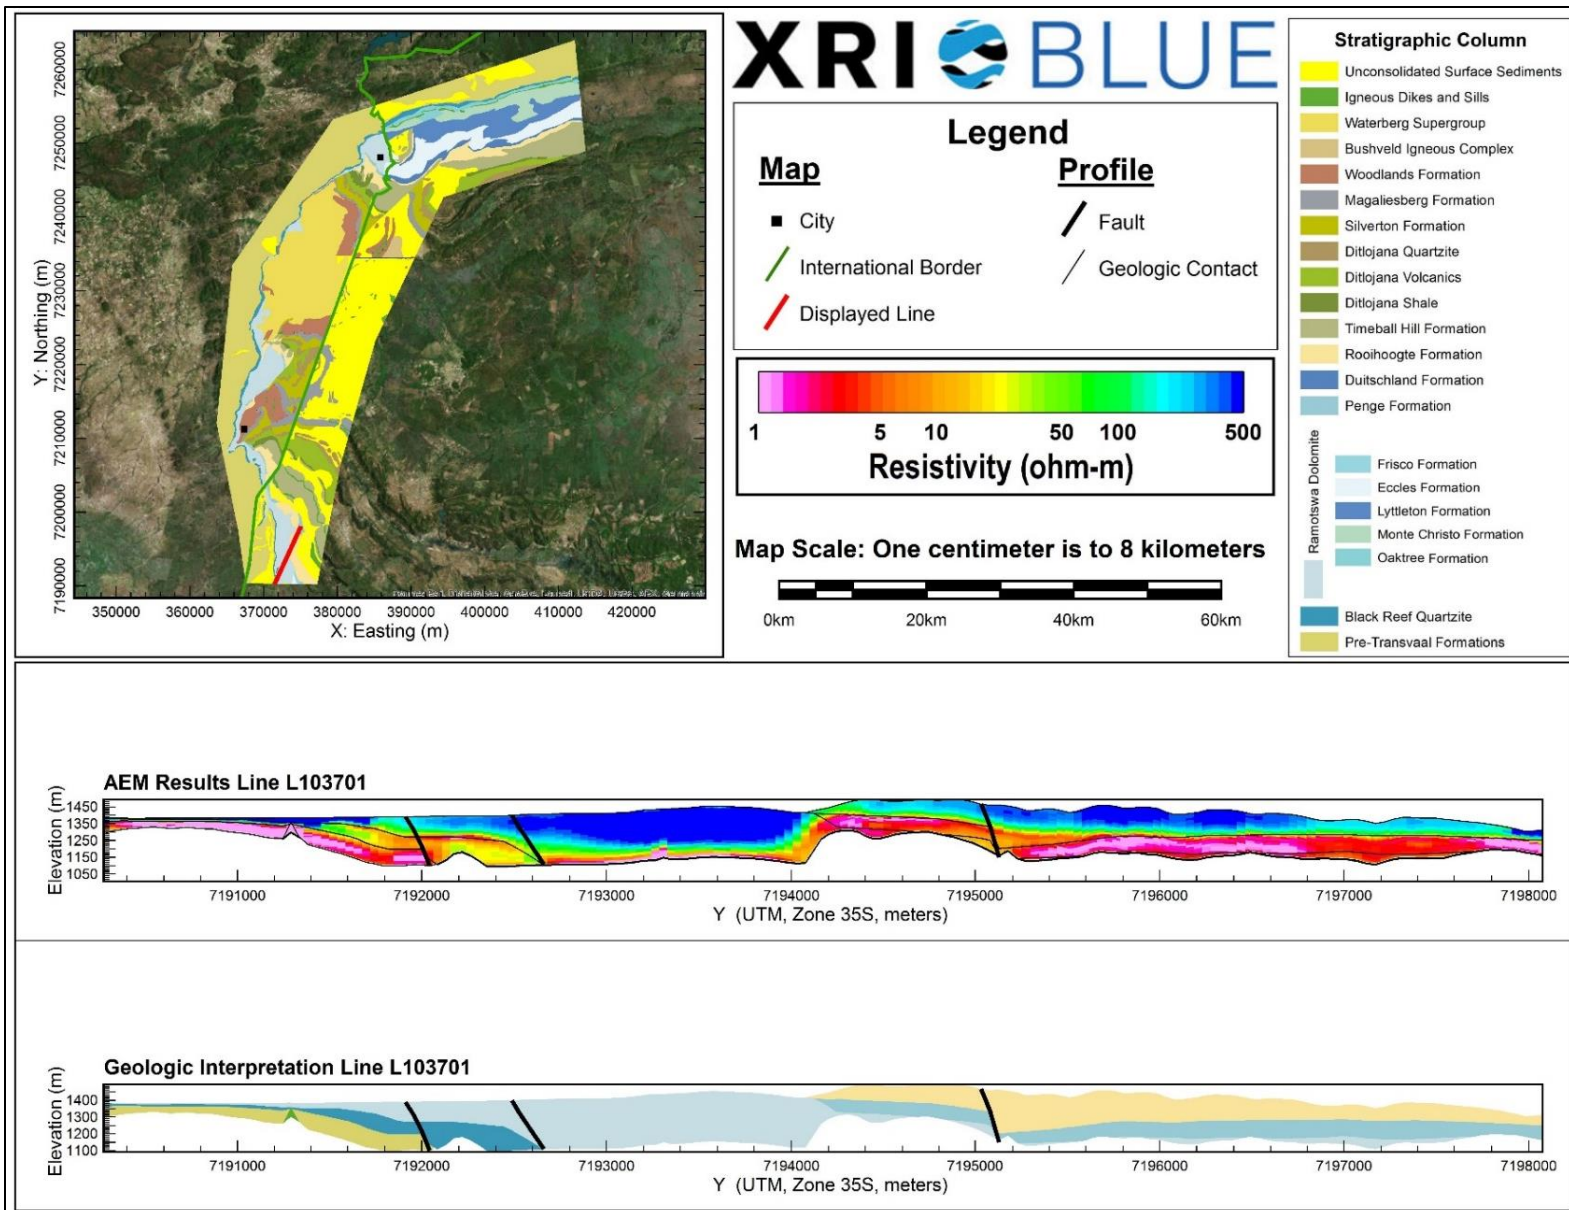 XRI BLUE
Legend
Map
Profile
City
Fault
International Border
Geologic Contact
Displayed Line
1 5 10 50 100 500
Resistivity (ohm-m)
Map Scale: One centimeter is to 8 kilometers
0km 20km 40km 60km
Y: Northing (m)
7260000
7250000
7240000
7230000
7220000
7210000
7200000
7190000
350000 360000 370000 380000 390000 400000 410000 420000
X: Easting (m)
Stratigraphic Column
Unconsolidated Surface Sediments
Igneous Dikes and Sills
Waterberg Supergroup
Bushveld Igneous Complex
Woodlands Formation
Magaliesberg Formation
Silverton Formation
Ditlojana Quartzite
Ditlojana Volcanics
Ditlojana Shale
Timeball Hill Formation
Rooihoogte Formation
Duitschland Formation
Penge Formation
Ramotswa Dolomite
Frisco Formation
Eccles Formation
Lyttleton Formation
Monte Christo Formation
Oaktree Formation
Black Reef Quartzite
Pre-Transvaal Formations
AEM Results Line L103701
Elevation (m)
1450
1350
1250
1150
1050
7191000 7192000 7193000 7194000 7195000 7196000 7197000 7198000
Y (UTM, Zone 35S, meters)
Geologic Interpretation Line L103701
Elevation (m)
1400
1300
1200
1100
7191000 7192000 7193000 7194000 7195000 7196000 7197000 7198000
Y (UTM, Zone 35S, meters)